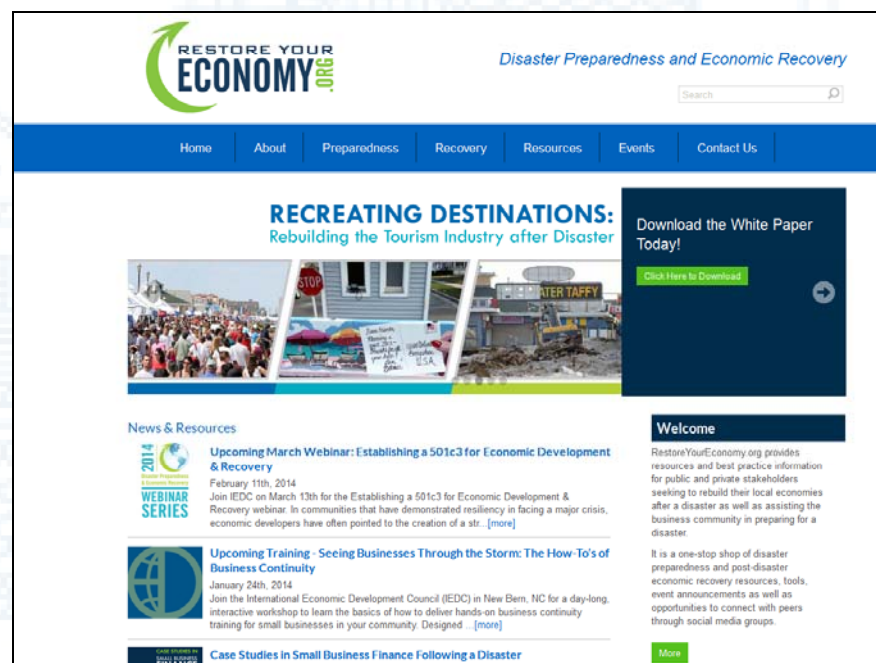 RESTORE YOUR
ECONOMY
.ORG
Disaster Preparedness and Economic Recovery
Search
Home About Preparedness Recovery Resources Events Contact Us
RECREATING DESTINATIONS:
Rebuilding the Tourism Industry after Disaster
STOP
ATER TAFFY
U.S.A.
Download the White Paper
Today!
Click Here to Download
News & Resources
2014
Disaster Preparedness
& Economic Recovery
WEBINAR
SERIES
Upcoming March Webinar: Establishing a 501c3 for Economic Development
& Recovery
February 11th, 2014
Join IEDC on March 13th for the Establishing a 501c3 for Economic Development &
Recovery webinar. In communities that have demonstrated resiliency in facing a major crisis,
economic developers have often pointed to the creation of a str...[more]
Upcoming Training - Seeing Businesses Through the Storm: The How-To's of
Business Continuity
January 24th, 2014
Join the International Economic Development Council (IEDC) in New Bern, NC for a day-long,
interactive workshop to learn the basics of how to deliver hands-on business continuity
training for small businesses in your community. Designed ...[more]
CASE STUDIES IN
SMALL BUSINESS
Case Studies in Small Business Finance Following a Disaster
Welcome
RestoreYourEconomy.org provides
resources and best practice information
for public and private stakeholders
seeking to rebuild their local economies
after a disaster as well as assisting the
business community in preparing for a
disaster.
It is a one-stop shop of disaster
preparedness and post-disaster
economic recovery resources, tools,
event announcements as well as
opportunities to connect with peers
through social media groups.
More